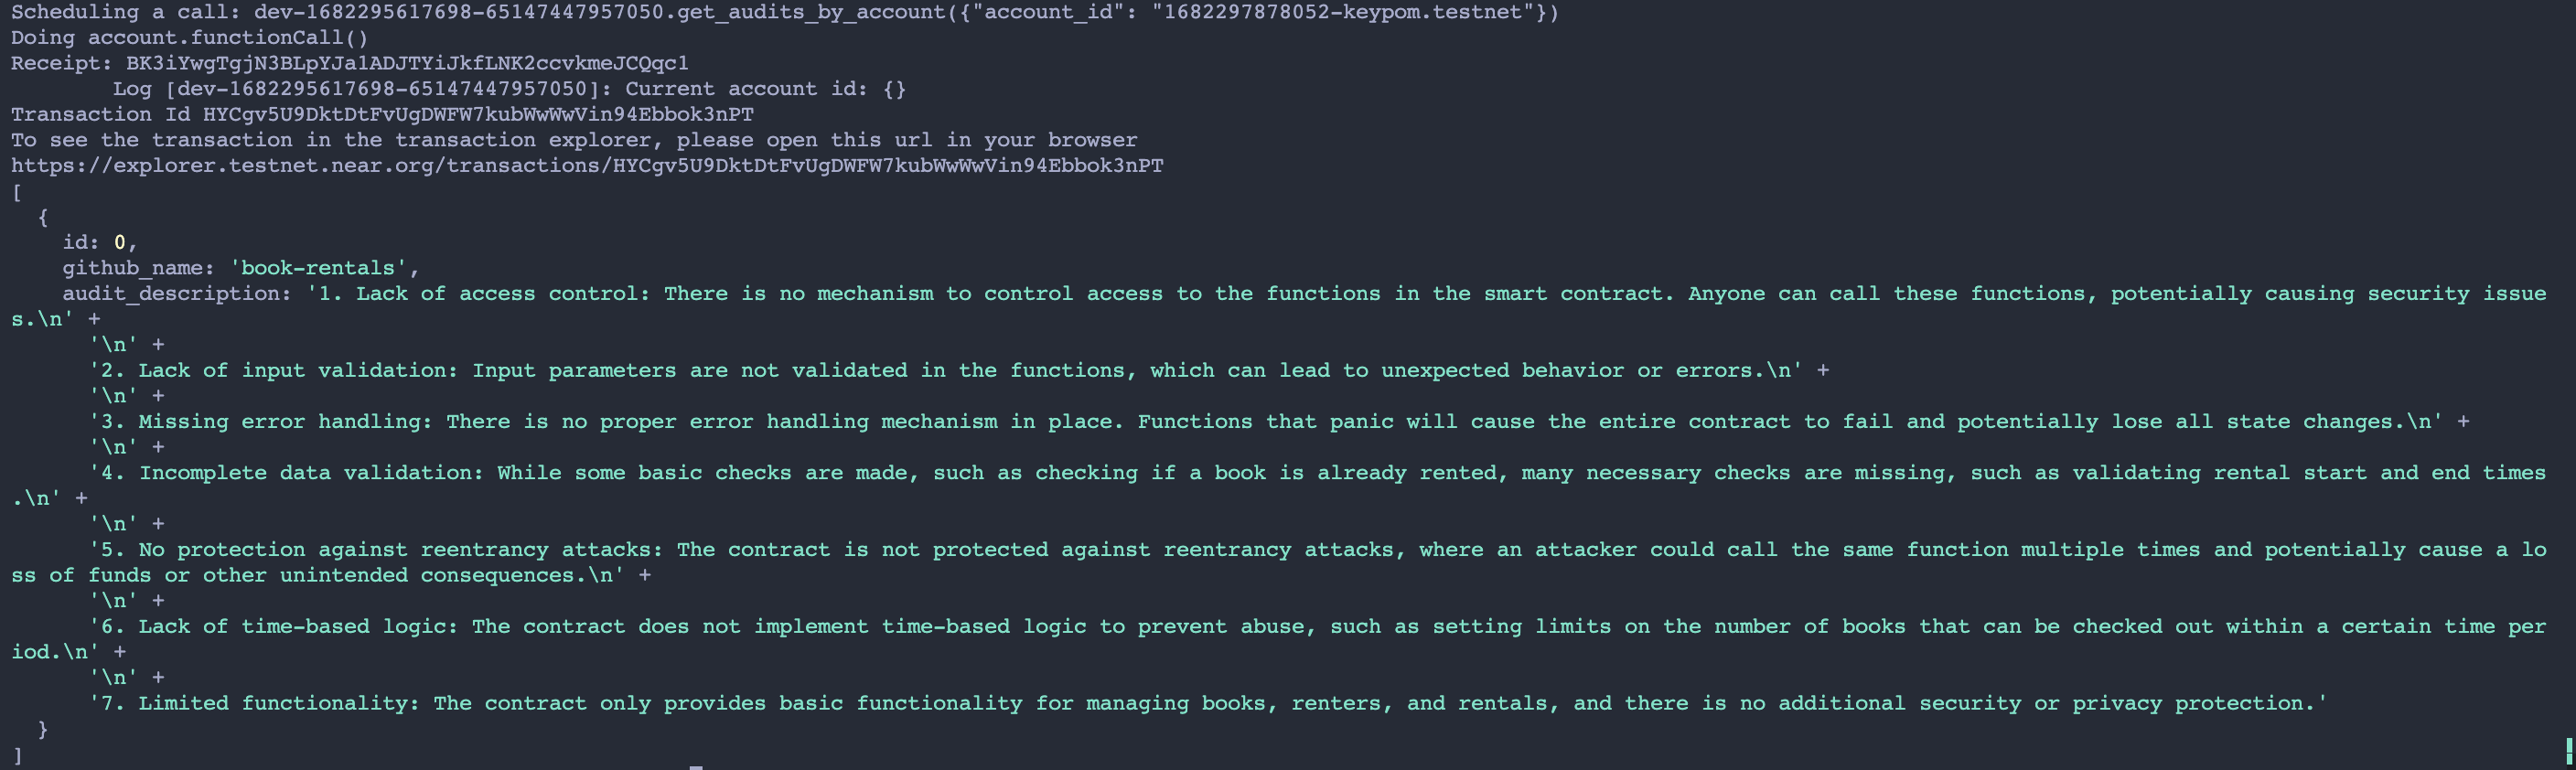 Scheduling a call: dev-1682295617698-65147447957050.get_audits_by_account({"account_id": "1682297878052-keypom.testnet"})
Doing account.functionCall()
Receipt: BK3iYwgTgjN3BLpYJa1ADJTYiJkfLNK2ccvkmeJCQqc1
        Log [dev-1682295617698-65147447957050]: Current account id: {}
Transaction Id HYCgv5U9DktDtFvUgDWFW7kubWwWwVin94Ebbok3nPT
To see the transaction in the transaction explorer, please open this url in your browser
https://explorer.testnet.near.org/transactions/HYCgv5U9DktDtFvUgDWFW7kubWwWwVin94Ebbok3nPT
[
  {
    id: 0,
    github_name: 'book-rentals',
    audit_description: '1. Lack of access control: There is no mechanism to control access to the functions in the smart contract. Anyone can call these functions, potentially causing security issue
s.\n' +
      '\n' +
      '2. Lack of input validation: Input parameters are not validated in the functions, which can lead to unexpected behavior or errors.\n' +
      '\n' +
      '3. Missing error handling: There is no proper error handling mechanism in place. Functions that panic will cause the entire contract to fail and potentially lose all state changes.\n' +
      '\n' +
      '4. Incomplete data validation: While some basic checks are made, such as checking if a book is already rented, many necessary checks are missing, such as validating rental start and end times
.\n' +
      '\n' +
      '5. No protection against reentrancy attacks: The contract is not protected against reentrancy attacks, where an attacker could call the same function multiple times and potentially cause a lo
ss of funds or other unintended consequences.\n' +
      '\n' +
      '6. Lack of time-based logic: The contract does not implement time-based logic to prevent abuse, such as setting limits on the number of books that can be checked out within a certain time per
iod.\n' +
      '\n' +
      '7. Limited functionality: The contract only provides basic functionality for managing books, renters, and rentals, and there is no additional security or privacy protection.'
  }
]